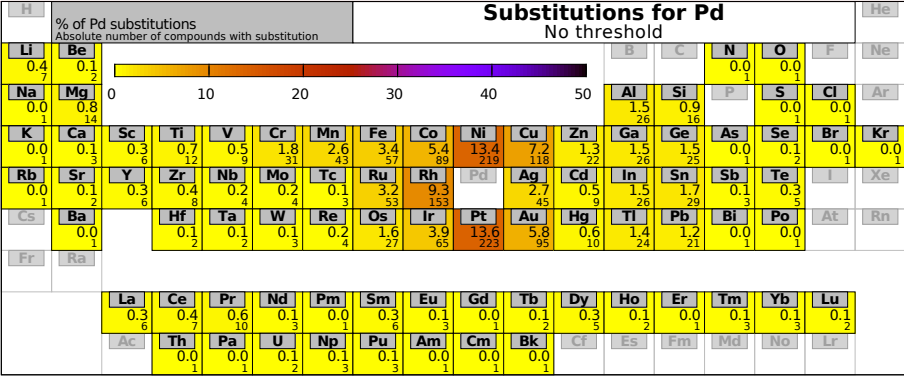 H
% of Pd substitutions
Absolute number of compounds with substitution
Substitutions for Pd
No threshold
He
Li Be B C N O F Ne
0.4 0.1 0.0 0.0
7 2 1 1
0 10 20 30 40 50
Na Mg Al Si P S Cl Ar
0.0 0.8 1.5 0.9 0.0 0.0
1 14 26 16 1 1
K Ca Sc Ti V Cr Mn Fe Co Ni Cu Zn Ga Ge As Se Br Kr
0.0 0.1 0.3 0.7 0.5 1.8 2.6 3.4 5.4 13.4 7.2 1.3 1.5 1.5 0.0 0.1 0.0 0.0
1 3 6 12 9 31 43 57 89 219 118 22 26 25 1 2 1 1
Rb Sr Y Zr Nb Mo Tc Ru Rh Pd Ag Cd In Sn Sb Te I Xe
0.0 0.1 0.3 0.4 0.2 0.2 0.1 3.2 9.3 2.7 0.5 1.5 1.7 0.1 0.3
1 2 6 8 4 4 3 53 153 45 9 26 29 3 5
Cs Ba Hf Ta W Re Os Ir Pt Au Hg Tl Pb Bi Po At Rn
0.0 0.1 0.1 0.1 0.2 1.6 3.9 13.6 5.8 0.6 1.4 1.2 0.0 0.0
1 2 2 3 4 27 65 223 95 10 24 21 1 1
Fr Ra
La Ce Pr Nd Pm Sm Eu Gd Tb Dy Ho Er Tm Yb Lu
0.3 0.4 0.6 0.1 0.0 0.3 0.1 0.0 0.1 0.3 0.1 0.0 0.1 0.1 0.1
6 7 10 3 1 6 3 1 2 5 2 1 3 3 2
Ac Th Pa U Np Pu Am Cm Bk Cf Es Fm Md No Lr
0.0 0.0 0.1 0.1 0.1 0.0 0.0 0.0
1 1 2 3 3 1 1 1